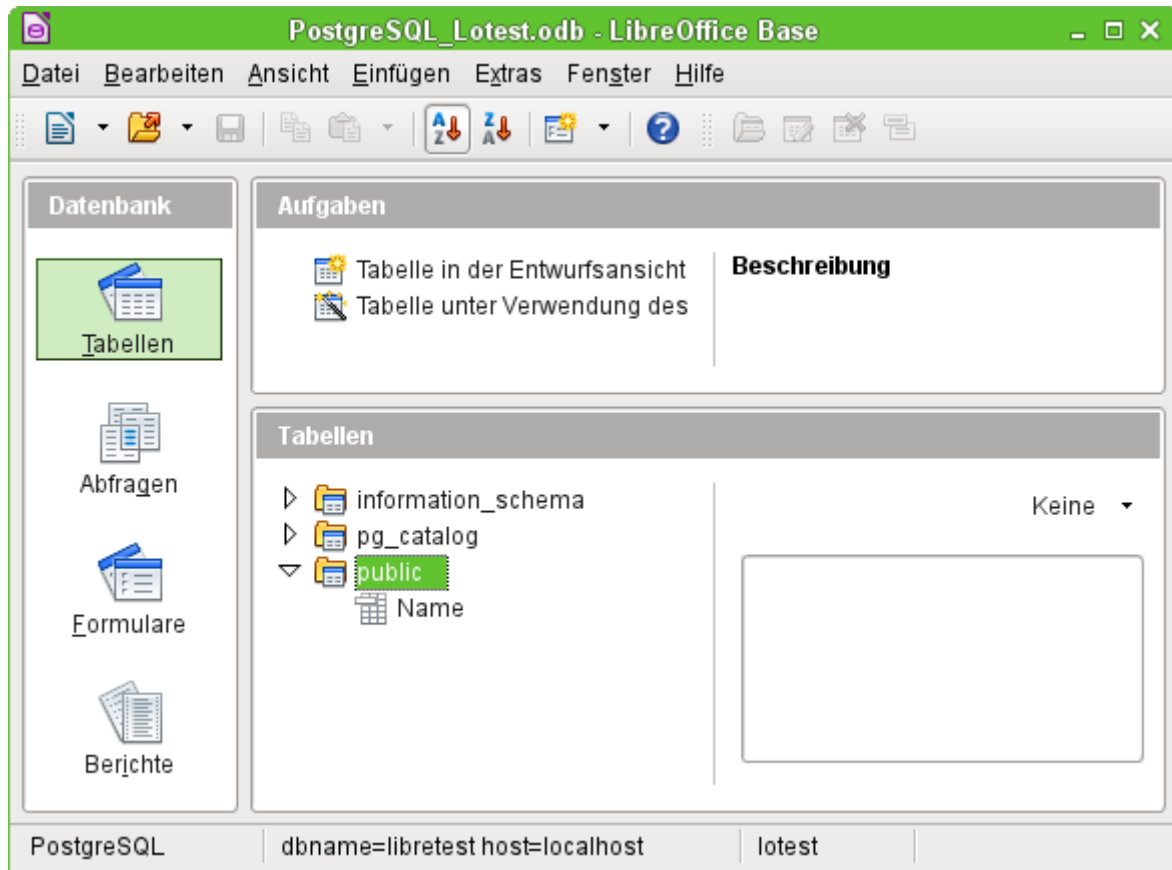 PostgreSQL_Lotest.odb - LibreOffice Base
Datei Bearbeiten Ansicht Einfügen Extras Fenster Hilfe
Datenbank
Tabellen
Abfragen
Formulare
Berichte
Aufgaben
Tabelle in der Entwurfsansicht
Tabelle unter Verwendung des
Beschreibung
Tabellen
information_schema
pg_catalog
public
Name
Keine
PostgreSQL dbname=libretest host=localhost lotest